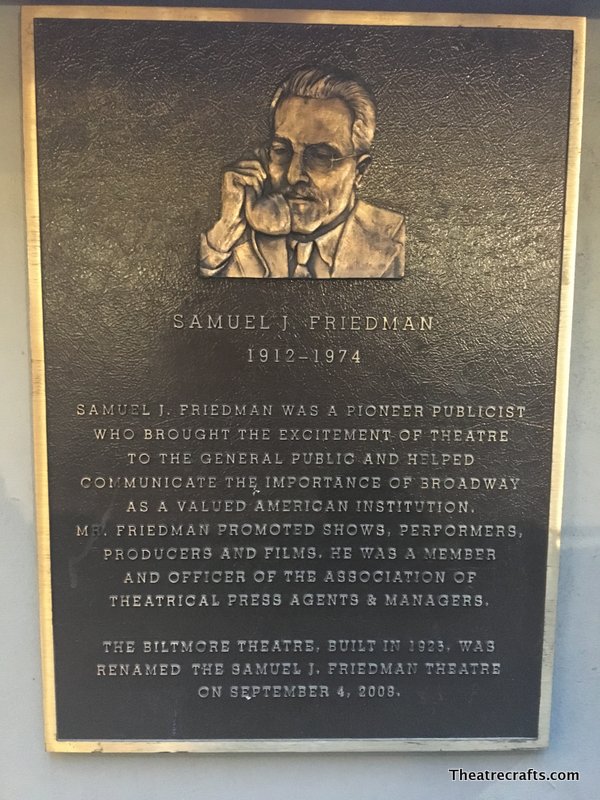 SAMUEL J. FRIEDMAN
1912–1974
SAMUEL J. FRIEDMAN WAS A PIONEER PUBLICIST
WHO BROUGHT THE EXCITEMENT OF THEATRE
TO THE GENERAL PUBLIC AND HELPED
COMMUNICATE THE IMPORTANCE OF BROADWAY
AS A VALUED AMERICAN INSTITUTION.
MR. FRIEDMAN PROMOTED SHOWS, PERFORMERS,
PRODUCERS AND FILMS. HE WAS A MEMBER
AND OFFICER OF THE ASSOCIATION OF
THEATRICAL PRESS AGENTS & MANAGERS.
THE BILTMORE THEATRE, BUILT IN 1925, WAS
RENAMED THE SAMUEL J. FRIEDMAN THEATRE
ON SEPTEMBER 4, 2008.
Theatrecrafts.com